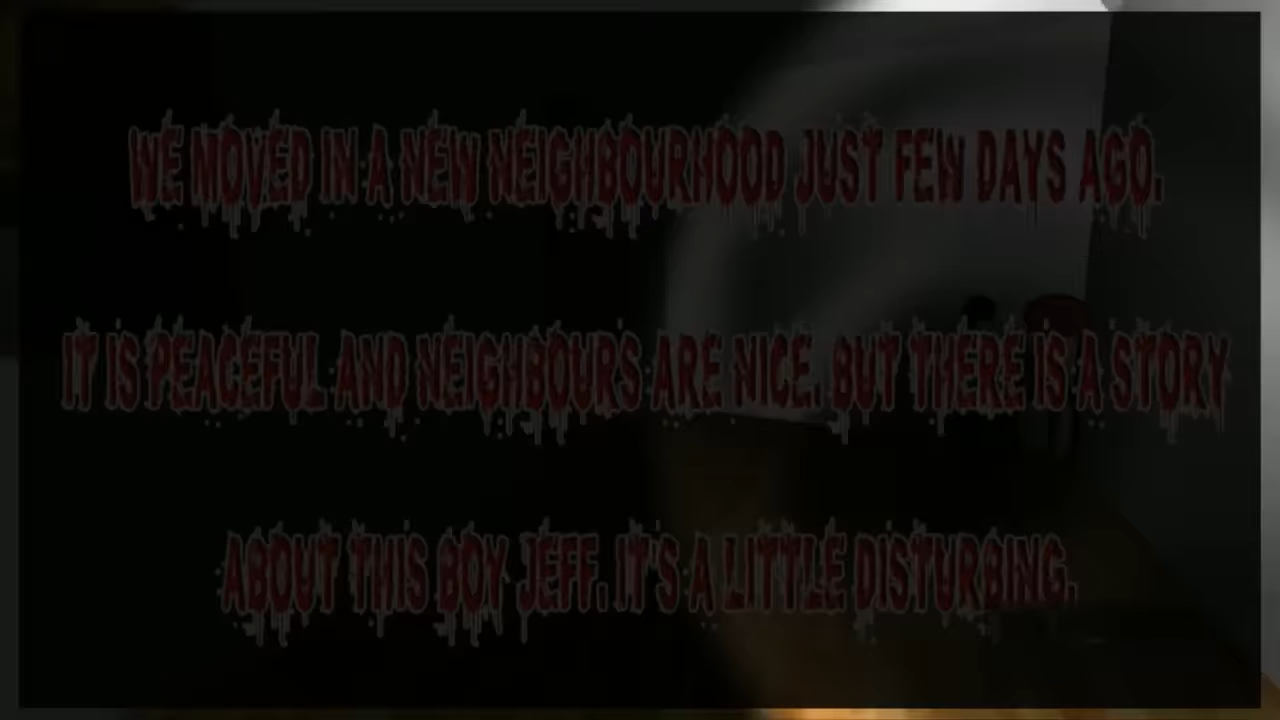 WE MOVED IN A NEW NEIGHBOURHOOD JUST FEW DAYS AGO.
IT IS PEACEFUL AND NEIGHBOURS ARE NICE. BUT THERE IS A STORY
ABOUT THIS BOY JEFF. IT'S A LITTLE DISTURBING.